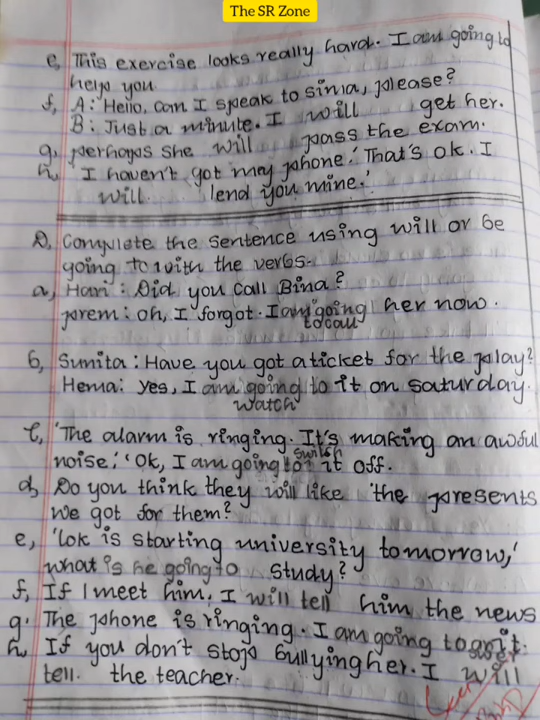 The SR Zone
e, This exercise looks really hard. I am going to
help you
f, A: 'Hello, can I speak to sinia, please?
B: Just a minute. I will get her.
g, perhaps she will pass the exam.
h, 'I haven't got may phone.' That's ok. I
will lend you mine.'
D, Complete the sentence using will or be
going to with the verbs.
a, Hari: Did you call Bina?
prem: oh, I forgot. I am going her now.
to call
b, Sunita: Have you got a ticket for the play?
Hema: yes, I am going to it on saturday.
watch
c, 'The alarm is ringing. It's making an awful
switch
noise.' 'Ok, I am going to it off.
d, Do you think they will like the presents
we got for them?
e, 'lok is starting university tomorrow,'
what is he going to study?
f, If I meet him, I will tell him the news
g. The phone is ringing. I am going to it.
h, If you don't stop bullying her. I will
tell. the teacher.